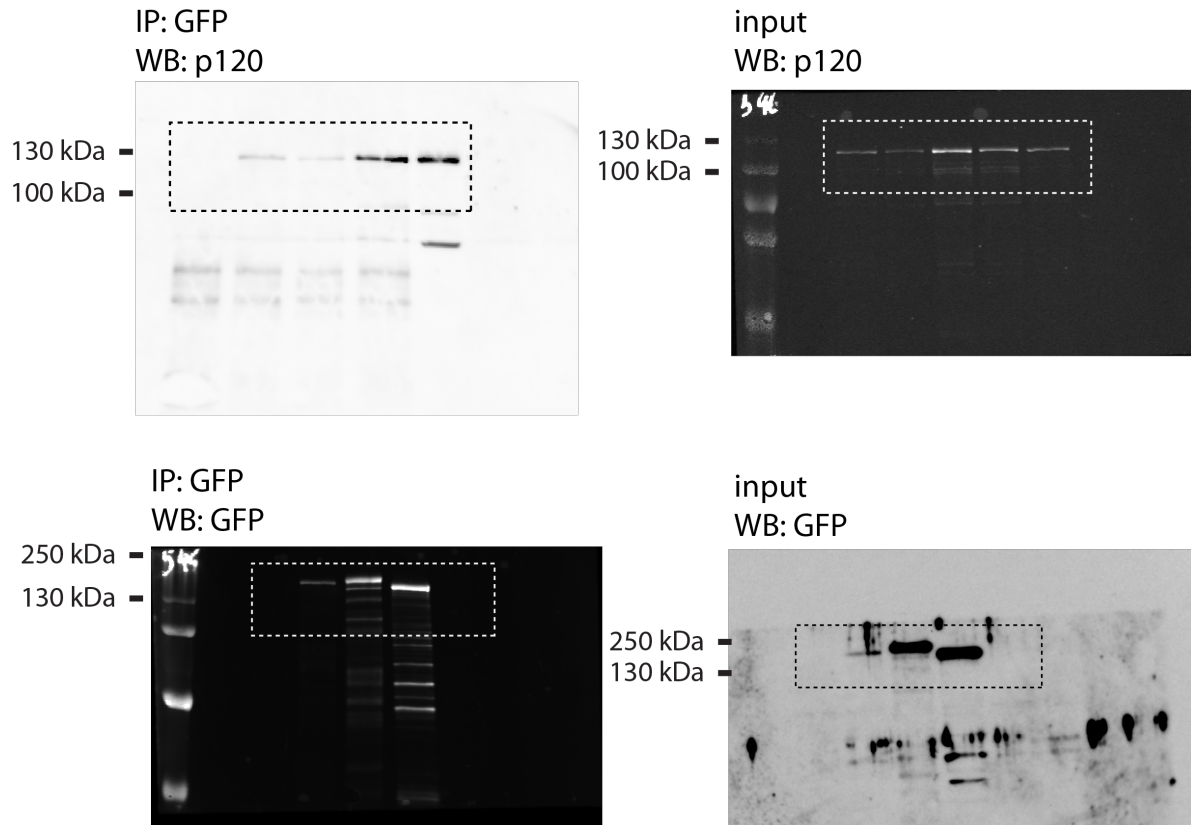 IP: GFP
WB: p120
130 kDa
100 kDa
input
WB: p120
130 kDa
100 kDa
IP: GFP
WB: GFP
250 kDa
130 kDa
input
WB: GFP
250 kDa
130 kDa